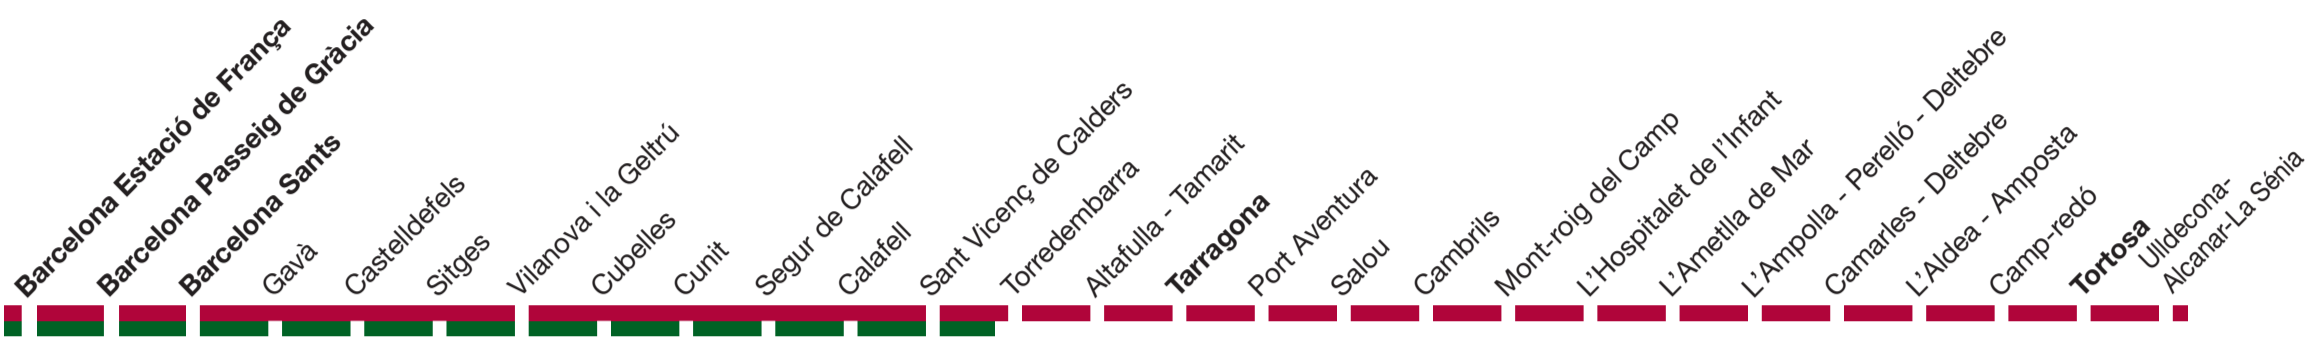 Barcelona Estació de França
Barcelona Passeig de Gràcia
Barcelona Sants
Gavà
Castelldefels
Sitges
Vilanova i la Geltrú
Cubelles
Cunit
Segur de Calafell
Calafell
Sant Vicenç de Calders
Torredembarra
Altafulla - Tamarit
Tarragona
Port Aventura
Salou
Cambrils
Mont-roig del Camp
L'Hospitalet de l'Infant
L'Ametlla de Mar
L'Ampolla - Perelló - Deltebre
Camarles - Deltebre
L'Aldea - Amposta
Camp-redó
Tortosa
Ulldecona-
Alcanar-La Sénia